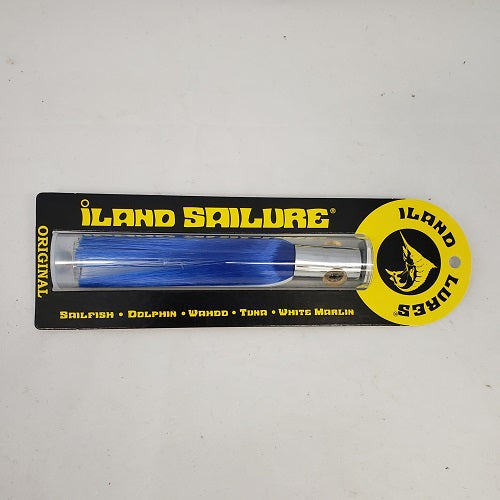 iLAND SAILURE®
ORIGINAL
ILAND LURES®
SAILFISH • DOLPHIN • WAHOO • TUNA • WHITE MARLIN